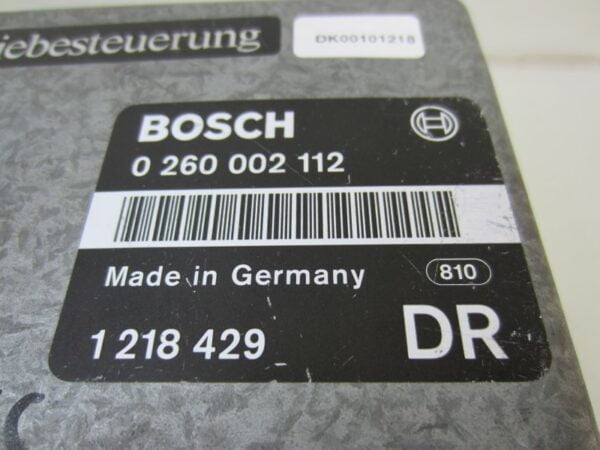 iebesteuerung
DK00101218
BOSCH
0 260 002 112
Made in Germany
810
1 218 429
DR